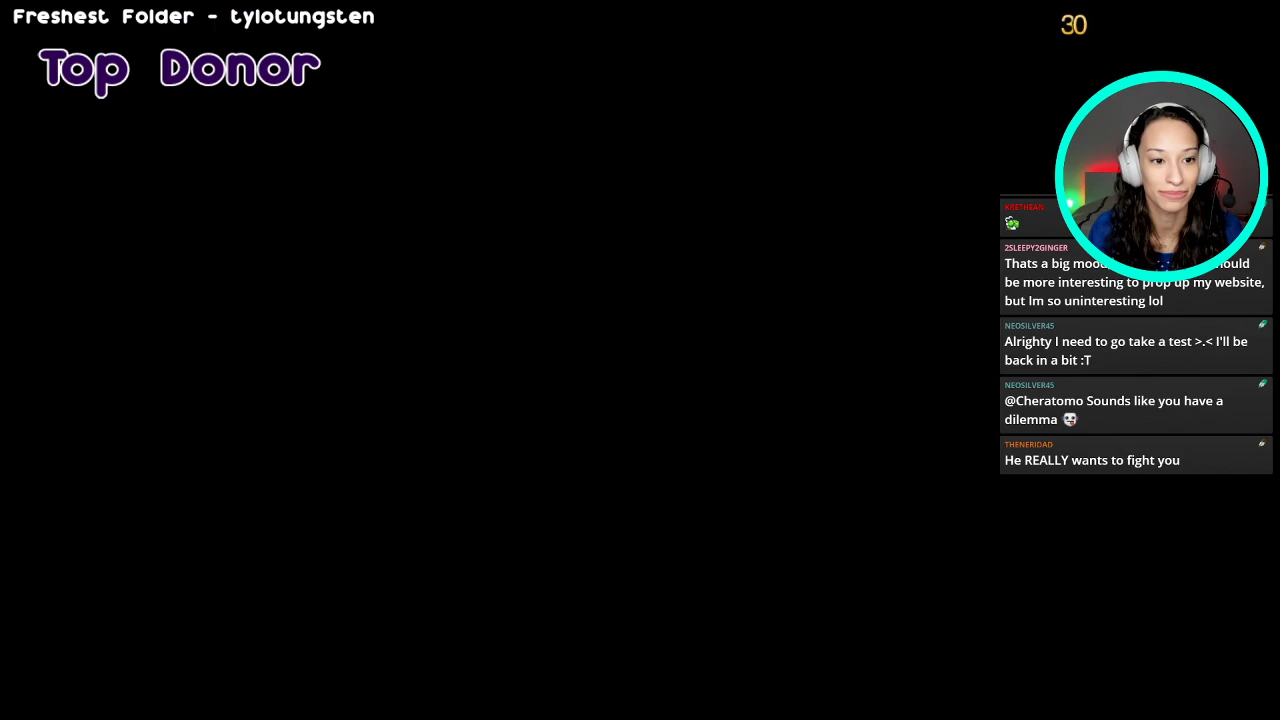 Freshest Folder - tylotungsten
30
Top Donor
KRETHEAN
2SLEEPY2GINGER
Thats a big mood
be more interesting to prop up my website,
but Im so uninteresting lol
NEOSILVER45
Alrighty I need to go take a test >.< I'll be
back in a bit :T
NEOSILVER45
@Cheratomo Sounds like you have a
dilemma
THENERIDAD
He REALLY wants to fight you